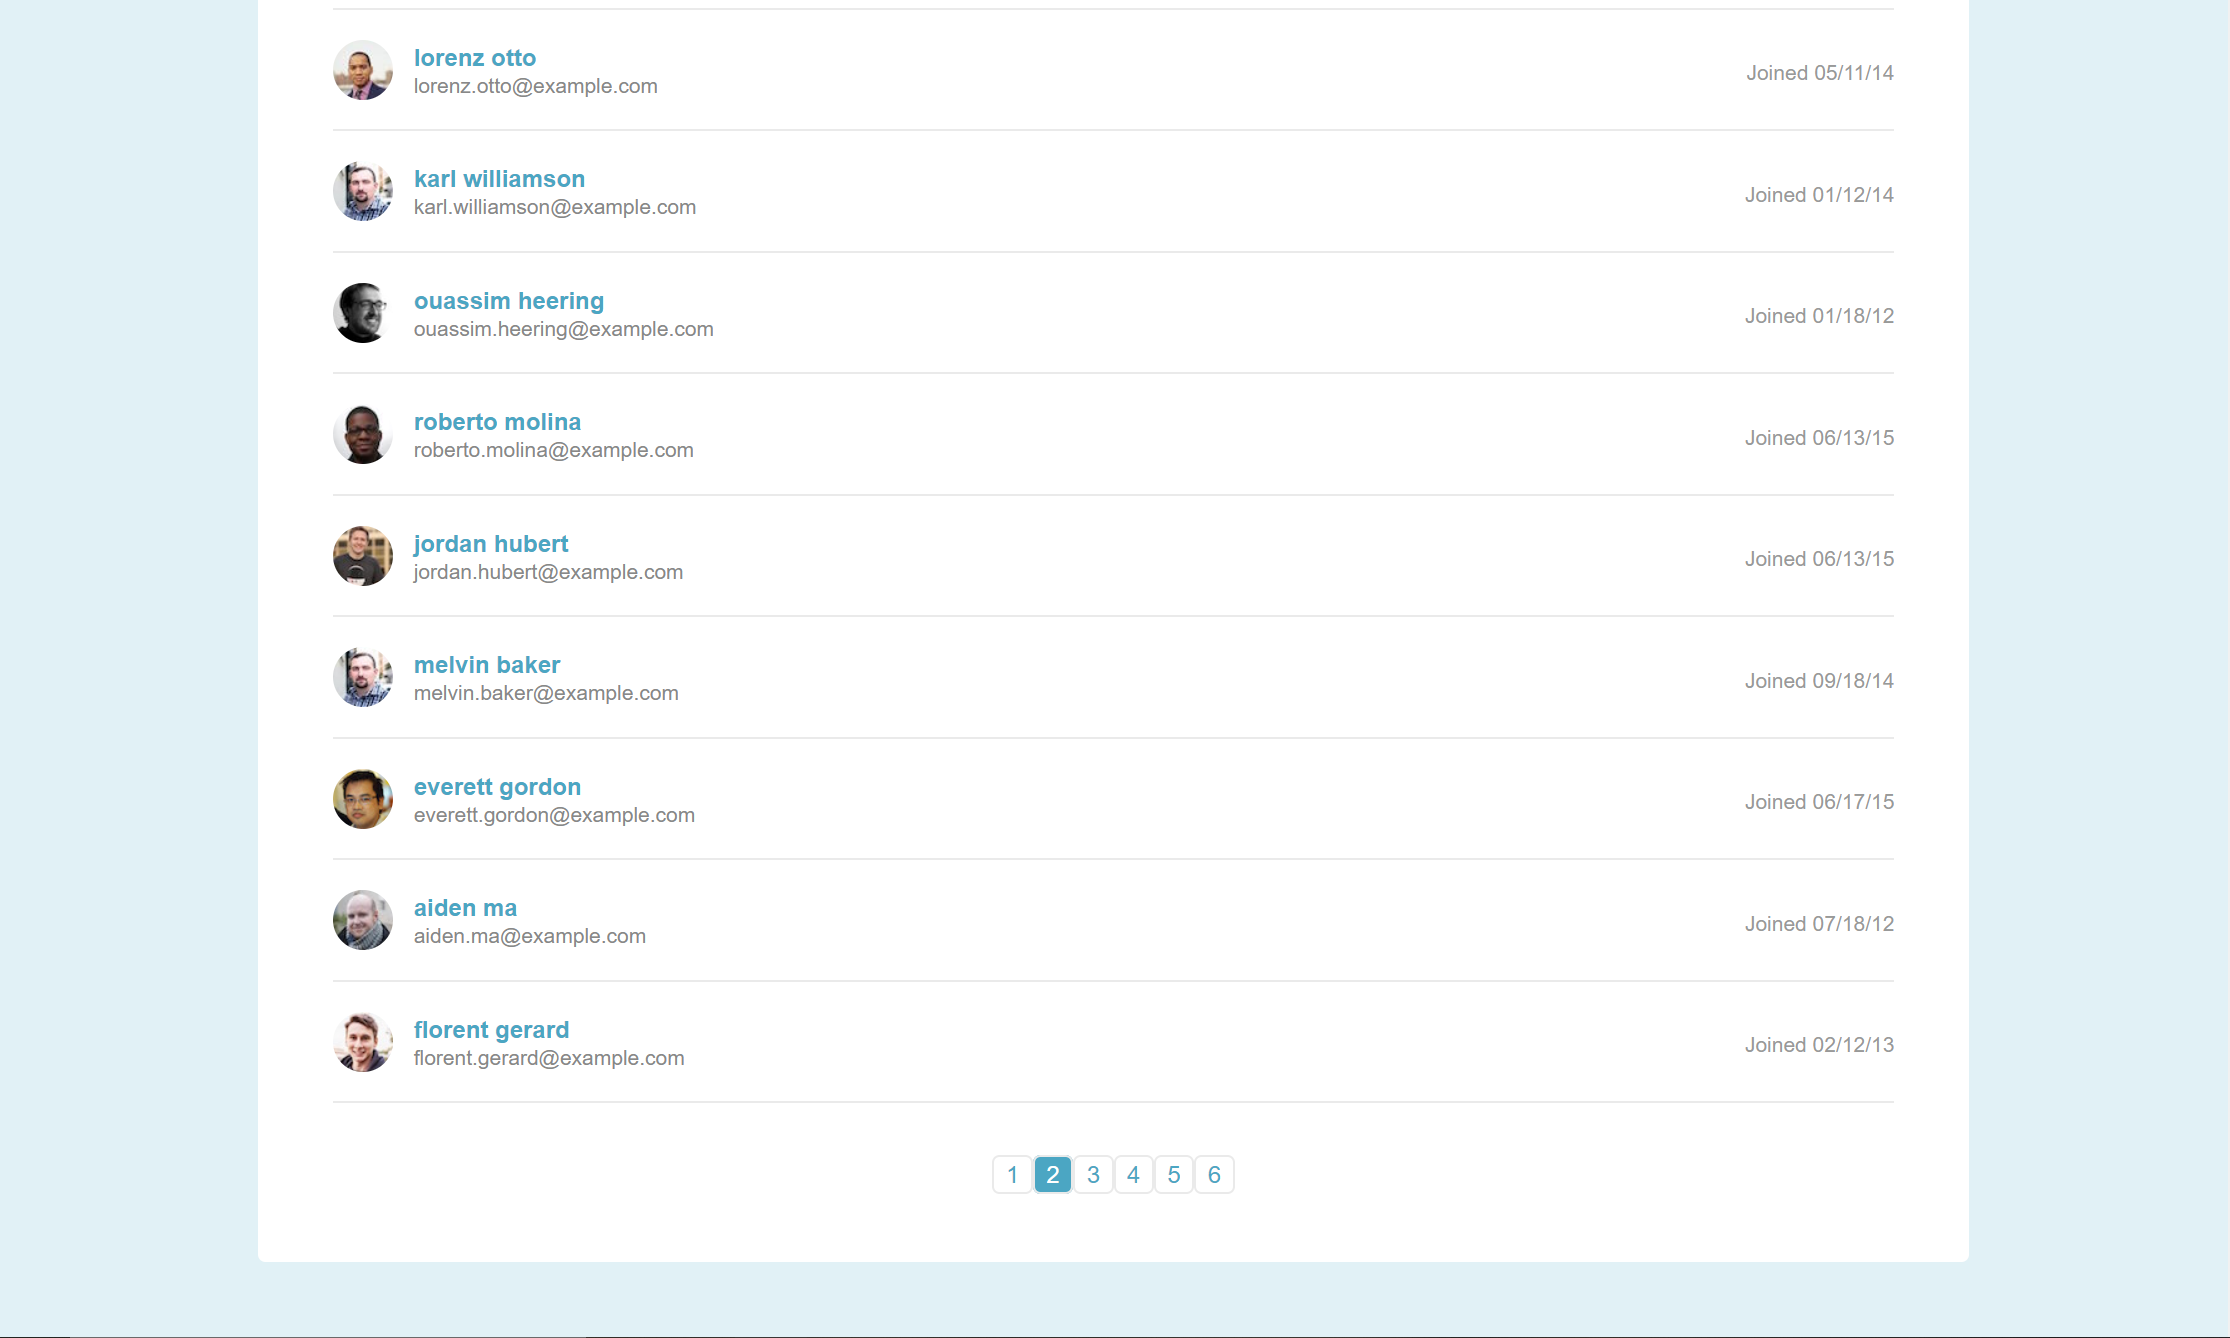 lorenz otto
lorenz.otto@example.com
Joined 05/11/14
karl williamson
karl.williamson@example.com
Joined 01/12/14
ouassim heering
ouassim.heering@example.com
Joined 01/18/12
roberto molina
roberto.molina@example.com
Joined 06/13/15
jordan hubert
jordan.hubert@example.com
Joined 06/13/15
melvin baker
melvin.baker@example.com
Joined 09/18/14
everett gordon
everett.gordon@example.com
Joined 06/17/15
aiden ma
aiden.ma@example.com
Joined 07/18/12
florent gerard
florent.gerard@example.com
Joined 02/12/13
1 2 3 4 5 6